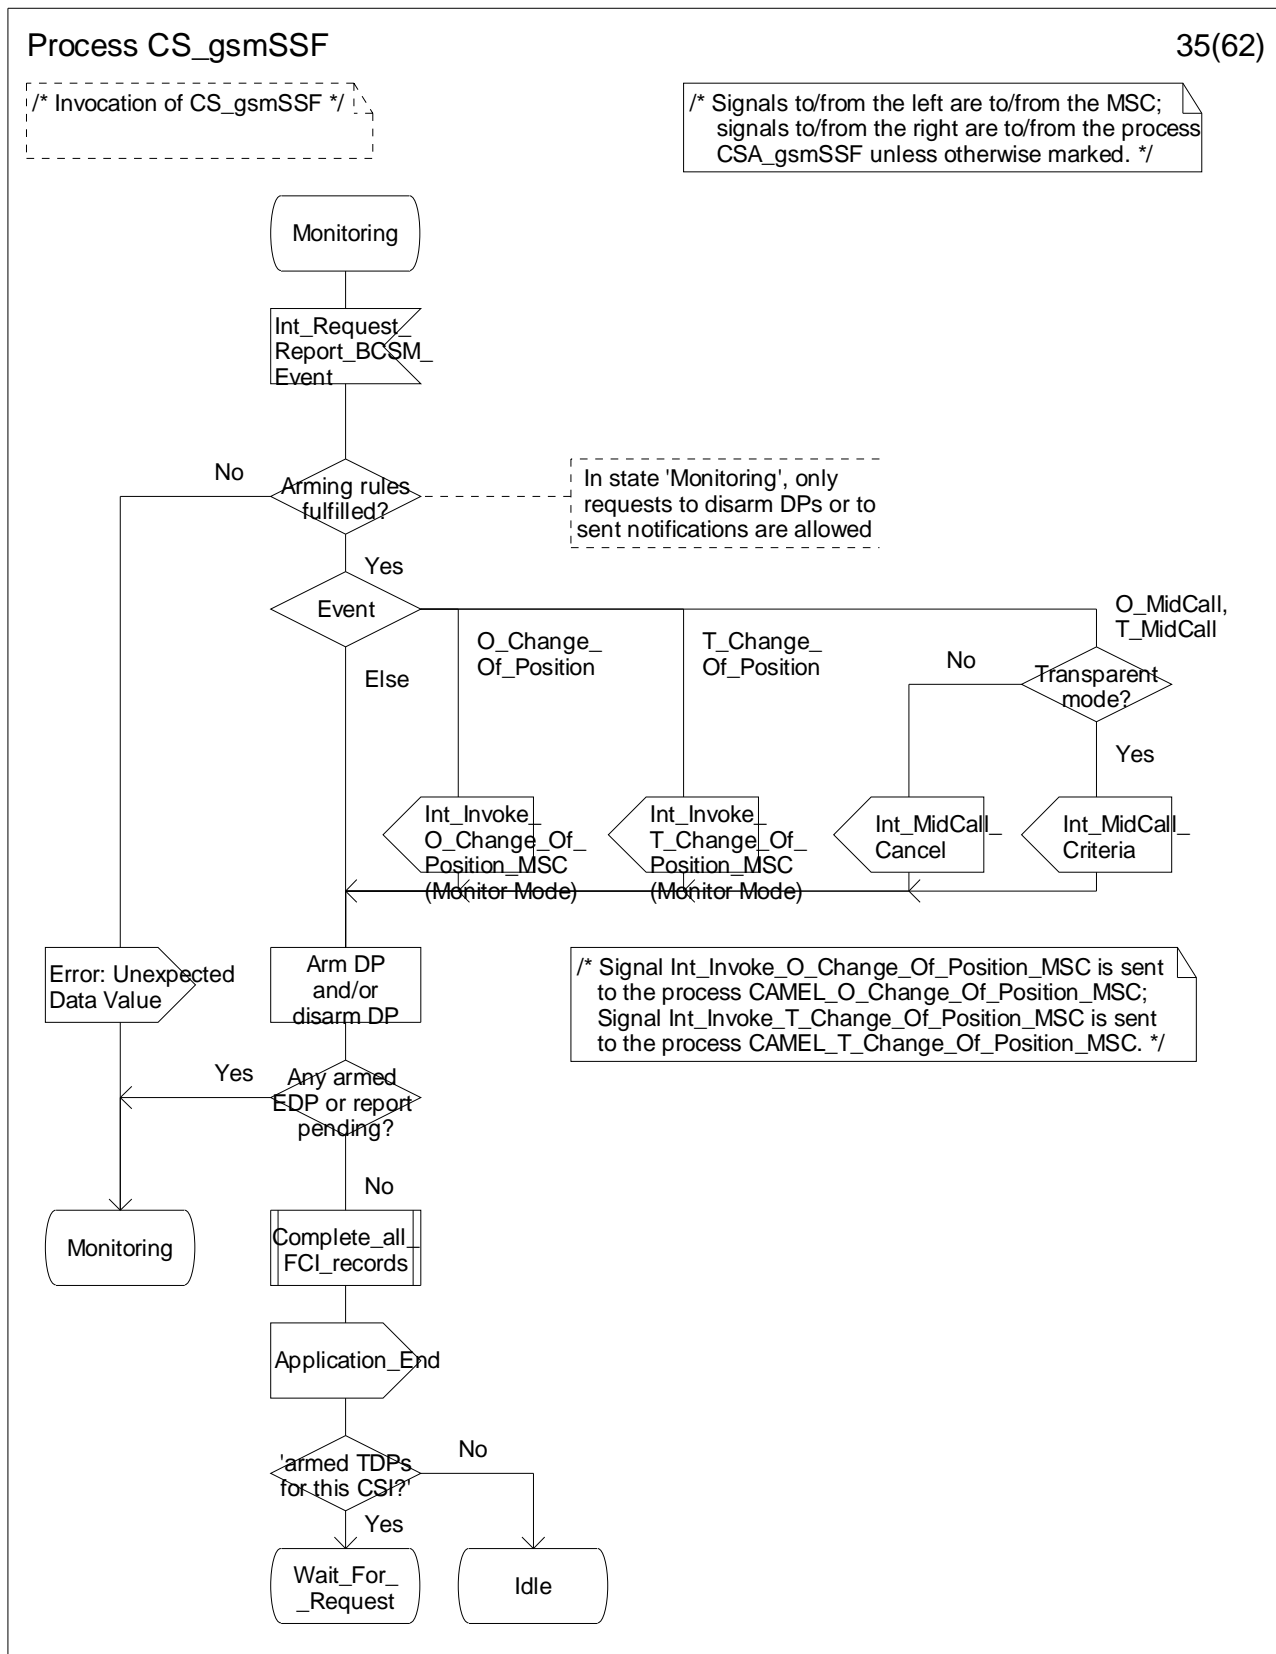 Process CS_gsmSSF
35(62)
/* Invocation of CS_gsmSSF */
/* Signals to/from the left are to/from the MSC;
signals to/from the right are to/from the process
CSA_gsmSSF unless otherwise marked. */
Monitoring
Int_Request_
Report_BCSM_
Event
No
Arming rules
fulfilled?
In state 'Monitoring', only
requests to disarm DPs or to
sent notifications are allowed
Yes
Event
O_Change_
Of_Position
T_Change_
Of_Position
O_MidCall,
T_MidCall
Else
No
Transparent
mode?
Yes
Int_Invoke_
O_Change_Of_
Position_MSC
(Monitor Mode)
Int_Invoke_
T_Change_Of_
Position_MSC
(Monitor Mode)
Int_MidCall_
Cancel
Int_MidCall_
Criteria
Error: Unexpected
Data Value
Arm DP
and/or
disarm DP
/* Signal Int_Invoke_O_Change_Of_Position_MSC is sent
to the process CAMEL_O_Change_Of_Position_MSC;
Signal Int_Invoke_T_Change_Of_Position_MSC is sent
to the process CAMEL_T_Change_Of_Position_MSC. */
Yes
Any armed
EDP or report
pending?
No
Monitoring
Complete_all_
FCI_records
Application_End
'armed TDPs
for this CSI?'
No
Yes
Wait_For_
_Request
Idle